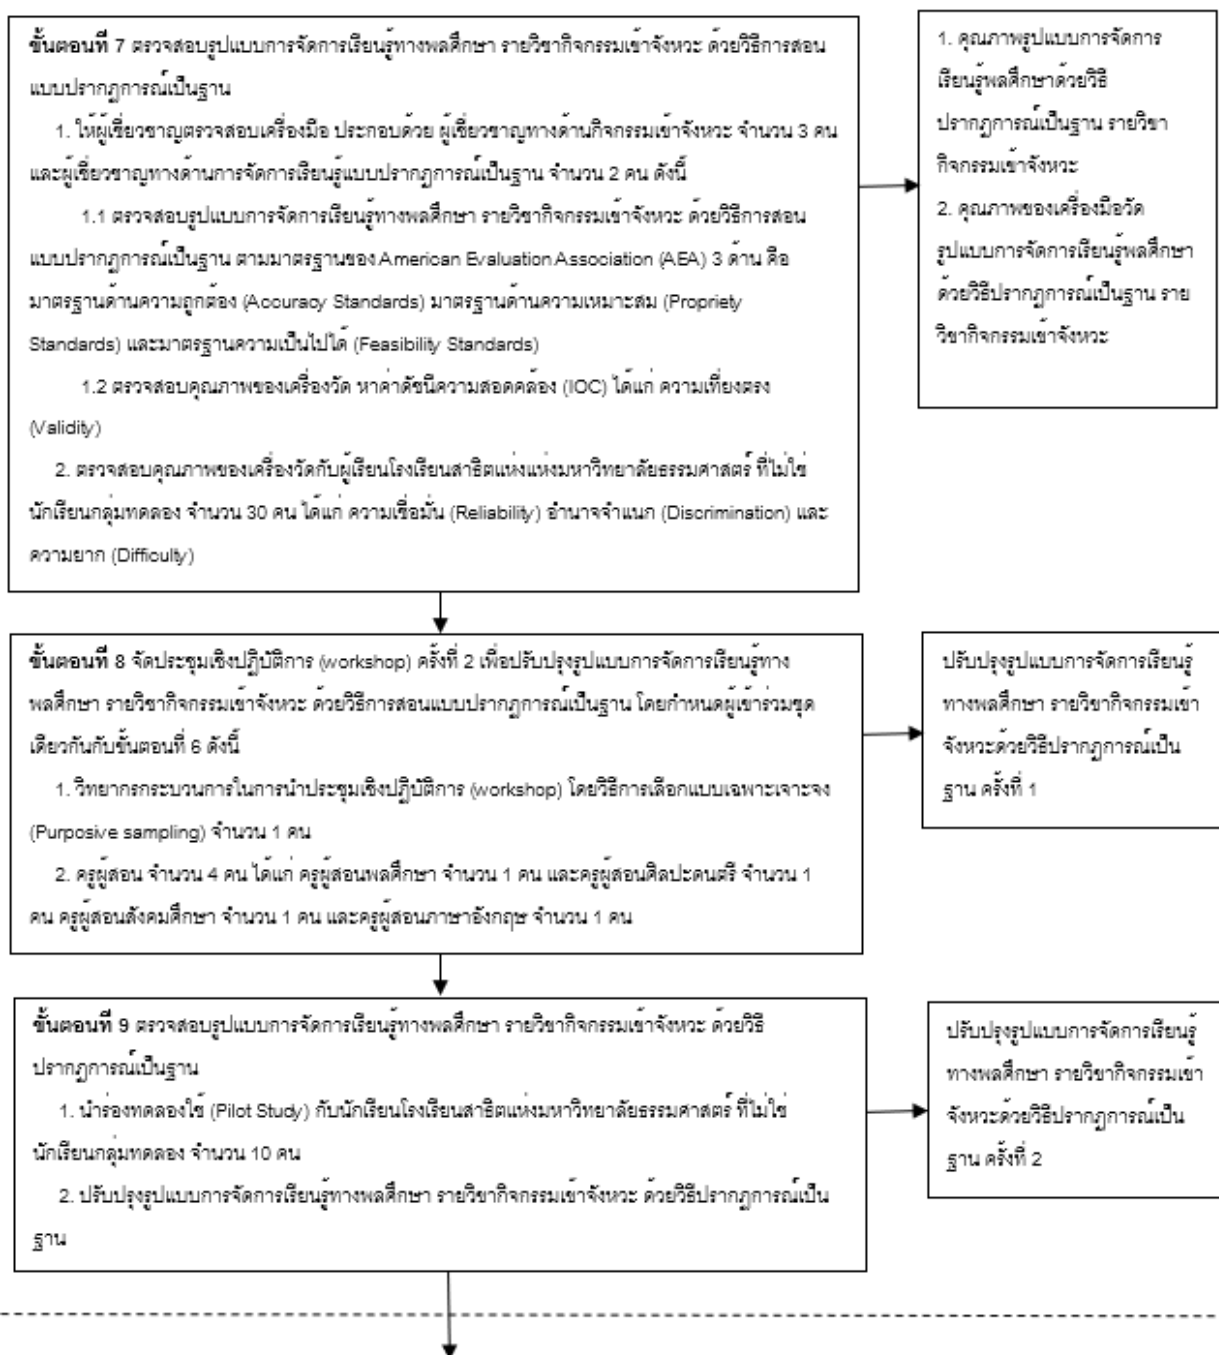 ขั้นตอนที่ 7 ตรวจสอบรูปแบบการจัดการเรียนรู้ทางพลศึกษา รายวิชากิจกรรมเข้าจังหวะ ด้วยวิธีการสอน
แบบปรากฏการณ์เป็นฐาน
1. ให้ผู้เชี่ยวชาญตรวจสอบเครื่องมือ ประกอบด้วย ผู้เชี่ยวชาญทางด้านกิจกรรมเข้าจังหวะ จำนวน 3 คน
และผู้เชี่ยวชาญทางด้านการจัดการเรียนรู้แบบปรากฏการณ์เป็นฐาน จำนวน 2 คน ดังนี้
1.1 ตรวจสอบรูปแบบการจัดการเรียนรู้ทางพลศึกษา รายวิชากิจกรรมเข้าจังหวะ ด้วยวิธีการสอน
แบบปรากฏการณ์เป็นฐาน ตามมาตรฐานของ American Evaluation Association (AEA) 3 ด้าน คือ
มาตรฐานด้านความถูกต้อง (Accuracy Standards) มาตรฐานด้านความเหมาะสม (Propriety
Standards) และมาตรฐานความเป็นไปได้ (Feasibility Standards)
1.2 ตรวจสอบคุณภาพของเครื่องวัด หาค่าดัชนีความสอดคล้อง (IOC) ได้แก่ ความเที่ยงตรง
(Validity)
2. ตรวจสอบคุณภาพของเครื่องวัดกับผู้เรียนโรงเรียนสาธิตแห่งแห่งมหาวิทยาลัยธรรมศาสตร์ ที่ไม่ใช่
นักเรียนกลุ่มทดลอง จำนวน 30 คน ได้แก่ ความเชื่อมั่น (Reliability) อำนาจจำแนก (Discrimination) และ
ความยาก (Difficulty)
1. คุณภาพรูปแบบการจัดการ
เรียนรู้พลศึกษาด้วยวิธี
ปรากฏการณ์เป็นฐาน รายวิชา
กิจกรรมเข้าจังหวะ
2. คุณภาพของเครื่องมือวัด
รูปแบบการจัดการเรียนรู้พลศึกษา
ด้วยวิธีปรากฏการณ์เป็นฐาน ราย
วิชากิจกรรมเข้าจังหวะ
ขั้นตอนที่ 8 จัดประชุมเชิงปฏิบัติการ (workshop) ครั้งที่ 2 เพื่อปรับปรุงรูปแบบการจัดการเรียนรู้ทาง
พลศึกษา รายวิชากิจกรรมเข้าจังหวะ ด้วยวิธีการสอนแบบปรากฏการณ์เป็นฐาน โดยกำหนดผู้เข้าร่วมชุด
เดียวกันกับขั้นตอนที่ 6 ดังนี้
1. วิทยากรกระบวนการในการนำประชุมเชิงปฏิบัติการ (workshop) โดยวิธีการเลือกแบบเฉพาะเจาะจง
(Purposive sampling) จำนวน 1 คน
2. ครูผู้สอน จำนวน 4 คน ได้แก่ ครูผู้สอนพลศึกษา จำนวน 1 คน และครูผู้สอนศิลปะดนตรี จำนวน 1
คน ครูผู้สอนสังคมศึกษา จำนวน 1 คน และครูผู้สอนภาษาอังกฤษ จำนวน 1 คน
ปรับปรุงรูปแบบการจัดการเรียนรู้
ทางพลศึกษา รายวิชากิจกรรมเข้า
จังหวะด้วยวิธีปรากฏการณ์เป็น
ฐาน ครั้งที่ 1
ขั้นตอนที่ 9 ตรวจสอบรูปแบบการจัดการเรียนรู้ทางพลศึกษา รายวิชากิจกรรมเข้าจังหวะ ด้วยวิธี
ปรากฏการณ์เป็นฐาน
1. นำร่องทดลองใช้ (Pilot Study) กับนักเรียนโรงเรียนสาธิตแห่งมหาวิทยาลัยธรรมศาสตร์ ที่ไม่ใช่
นักเรียนกลุ่มทดลอง จำนวน 10 คน
2. ปรับปรุงรูปแบบการจัดการเรียนรู้ทางพลศึกษา รายวิชากิจกรรมเข้าจังหวะ ด้วยวิธีปรากฏการณ์เป็น
ฐาน
ปรับปรุงรูปแบบการจัดการเรียนรู้
ทางพลศึกษา รายวิชากิจกรรมเข้า
จังหวะด้วยวิธีปรากฏการณ์เป็น
ฐาน ครั้งที่ 2